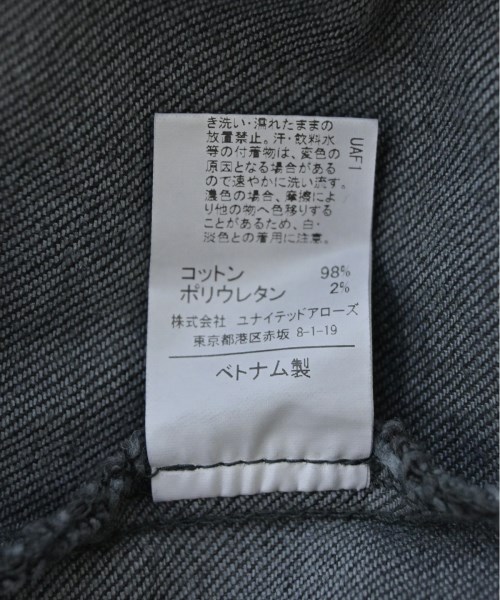 き洗い・濡れたままの
放置禁止。汗・飲料水
等の付着物は、変色の
原因となる場合がある
ので速やかに洗い流す。
濃色の場合、摩擦によ
り他の物へ色移りする
ことがあるため、白・
淡色との着用に注意。
UAF1
コットン 98%
ポリウレタン 2%
株式会社 ユナイテッドアローズ
東京都港区赤坂 8-1-19
ベトナム製